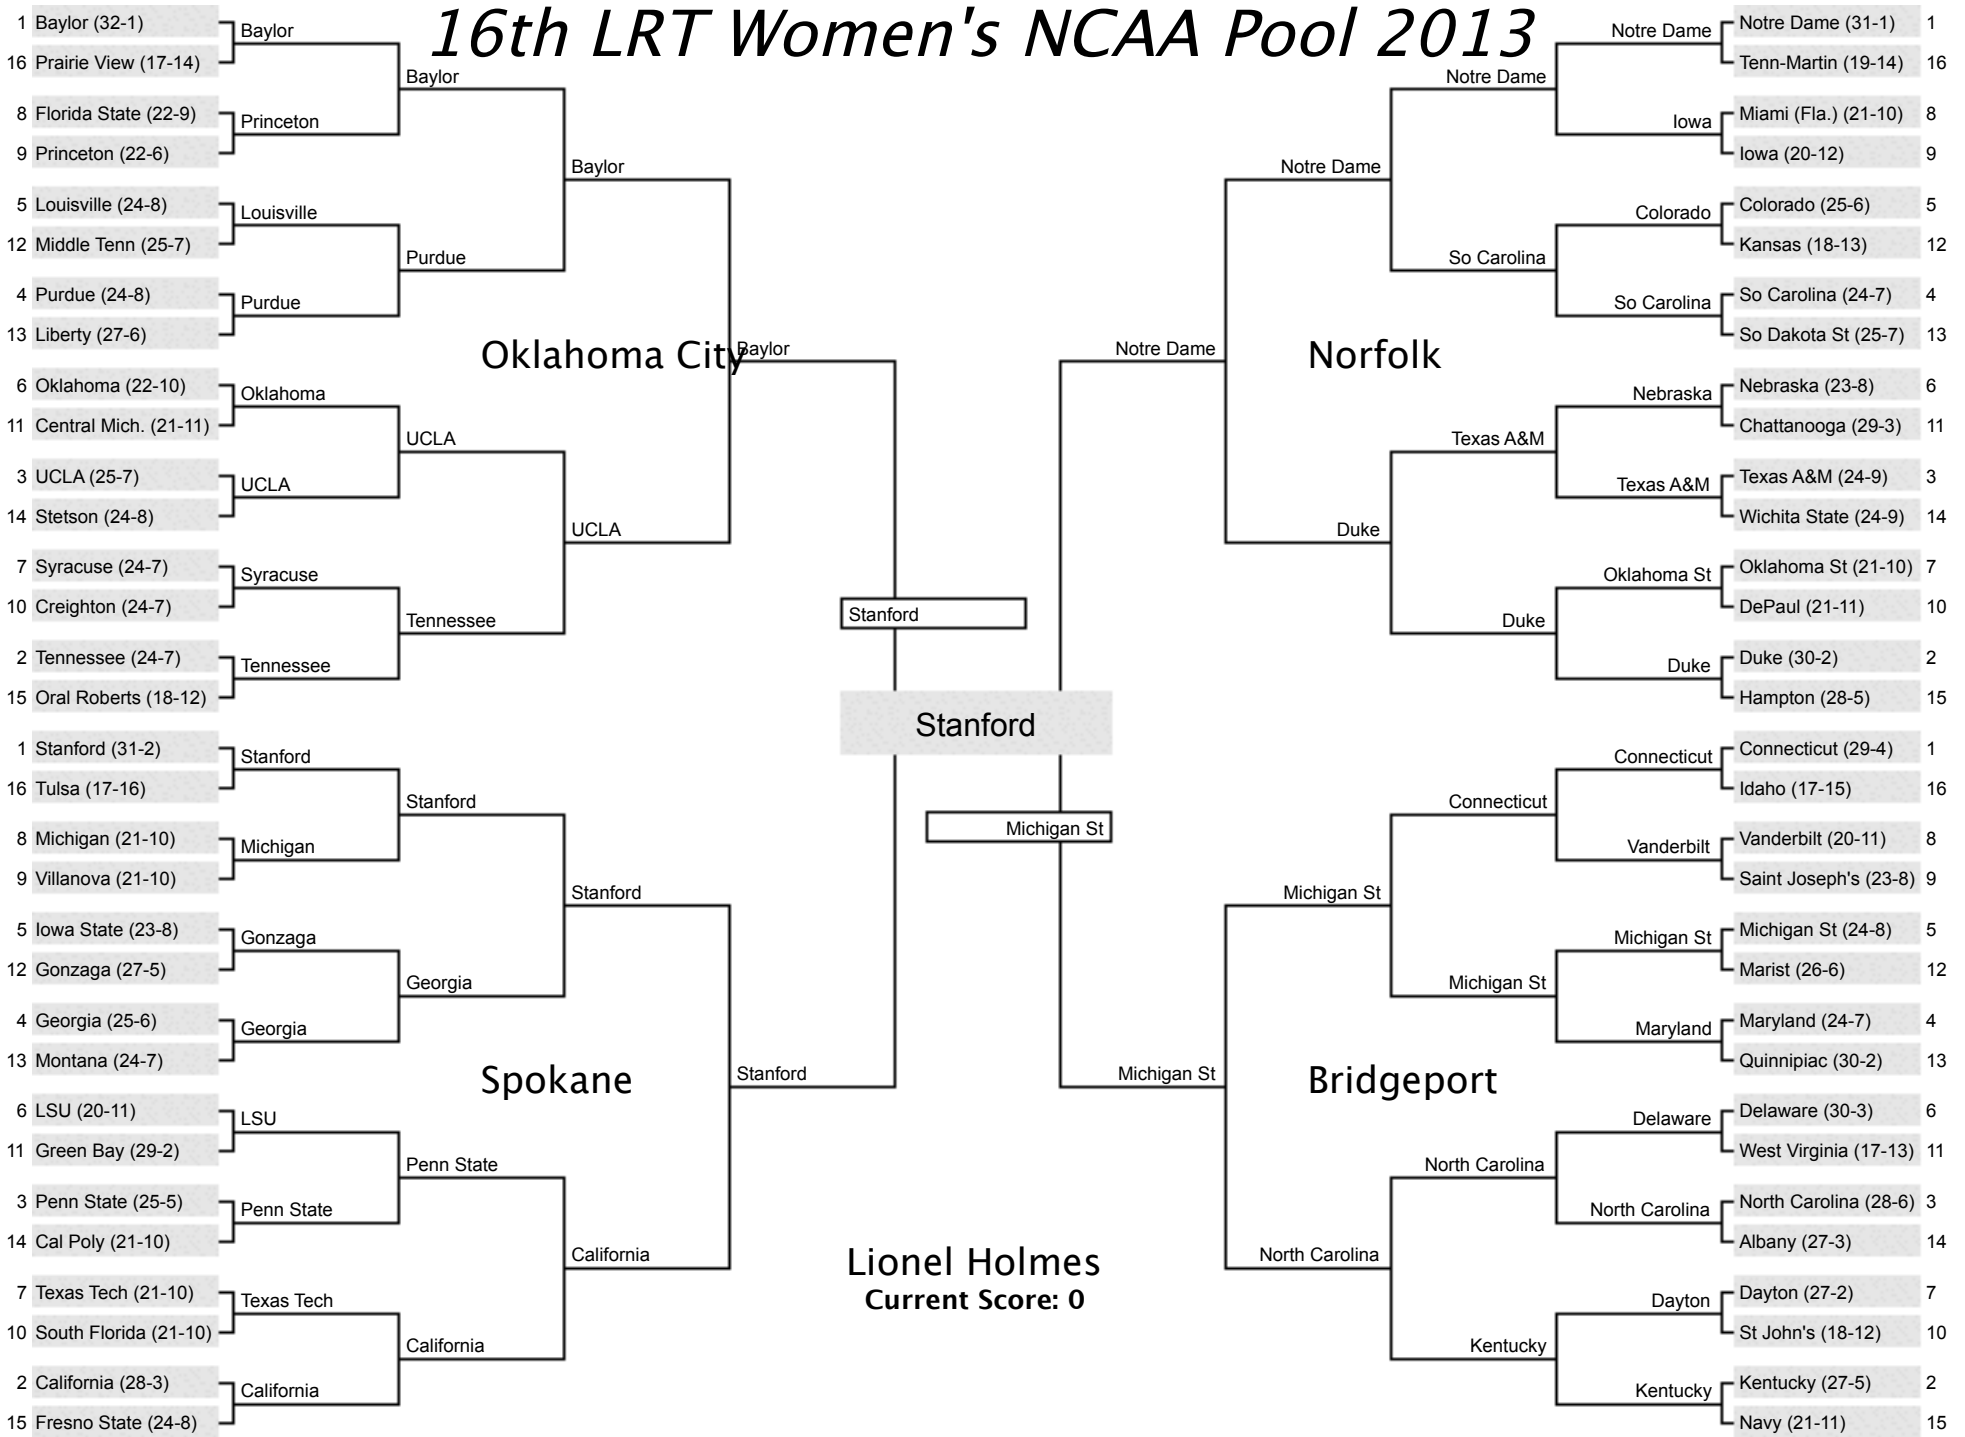 16th LRT Women's NCAA Pool 2013
1 Baylor (32-1)
16 Prairie View (17-14)
8 Florida State (22-9)
9 Princeton (22-6)
5 Louisville (24-8)
12 Middle Tenn (25-7)
4 Purdue (24-8)
13 Liberty (27-6)
6 Oklahoma (22-10)
11 Central Mich. (21-11)
3 UCLA (25-7)
14 Stetson (24-8)
7 Syracuse (24-7)
10 Creighton (24-7)
2 Tennessee (24-7)
15 Oral Roberts (18-12)
Baylor
Princeton
Louisville
Purdue
Oklahoma
UCLA
Syracuse
Tennessee
Baylor
Purdue
UCLA
Tennessee
Baylor
UCLA
Oklahoma City
Baylor
1 Stanford (31-2)
16 Tulsa (17-16)
8 Michigan (21-10)
9 Villanova (21-10)
5 Iowa State (23-8)
12 Gonzaga (27-5)
4 Georgia (25-6)
13 Montana (24-7)
6 LSU (20-11)
11 Green Bay (29-2)
3 Penn State (25-5)
14 Cal Poly (21-10)
7 Texas Tech (21-10)
10 South Florida (21-10)
2 California (28-3)
15 Fresno State (24-8)
Stanford
Michigan
Gonzaga
Georgia
LSU
Penn State
Texas Tech
California
Stanford
Georgia
Penn State
California
Stanford
California
Spokane
Stanford
Stanford
Stanford
Michigan St
Lionel Holmes
Current Score: 0
Notre Dame
Norfolk
Notre Dame
Duke
Notre Dame
So Carolina
Texas A&M
Duke
Notre Dame
Iowa
Colorado
So Carolina
Nebraska
Texas A&M
Oklahoma St
Duke
Notre Dame (31-1) 1
Tenn-Martin (19-14) 16
Miami (Fla.) (21-10) 8
Iowa (20-12) 9
Colorado (25-6) 5
Kansas (18-13) 12
So Carolina (24-7) 4
So Dakota St (25-7) 13
Nebraska (23-8) 6
Chattanooga (29-3) 11
Texas A&M (24-9) 3
Wichita State (24-9) 14
Oklahoma St (21-10) 7
DePaul (21-11) 10
Duke (30-2) 2
Hampton (28-5) 15
Michigan St
Bridgeport
Michigan St
North Carolina
Connecticut
Michigan St
North Carolina
Kentucky
Connecticut
Vanderbilt
Michigan St
Maryland
Delaware
North Carolina
Dayton
Kentucky
Connecticut (29-4) 1
Idaho (17-15) 16
Vanderbilt (20-11) 8
Saint Joseph's (23-8) 9
Michigan St (24-8) 5
Marist (26-6) 12
Maryland (24-7) 4
Quinnipiac (30-2) 13
Delaware (30-3) 6
West Virginia (17-13) 11
North Carolina (28-6) 3
Albany (27-3) 14
Dayton (27-2) 7
St John's (18-12) 10
Kentucky (27-5) 2
Navy (21-11) 15